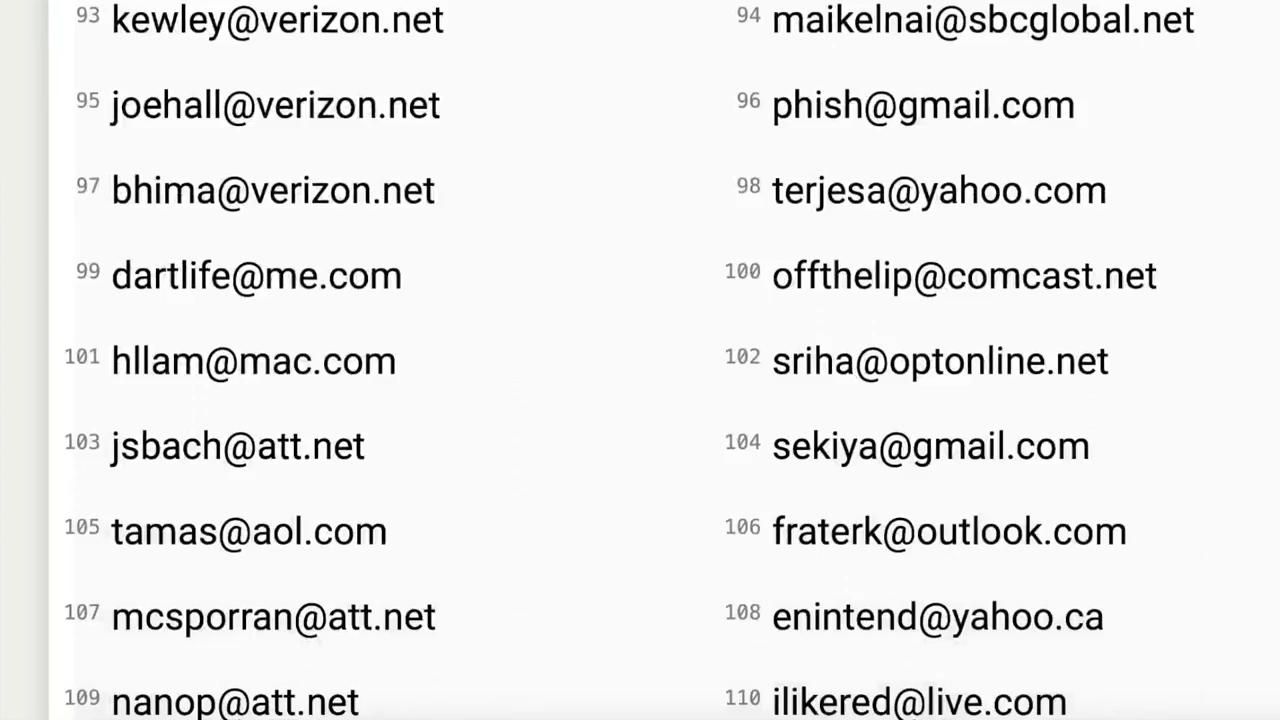 93 kewley@verizon.net 94 maikelnai@sbcglobal.net
95 joehall@verizon.net 96 phish@gmail.com
97 bhima@verizon.net 98 terjesa@yahoo.com
99 dartlife@me.com 100 offthelip@comcast.net
101 hllam@mac.com 102 sriha@optonline.net
103 jsbach@att.net 104 sekiya@gmail.com
105 tamas@aol.com 106 fraterk@outlook.com
107 mcsporran@att.net 108 enintend@yahoo.ca
109 nanop@att.net 110 ilikered@live.com